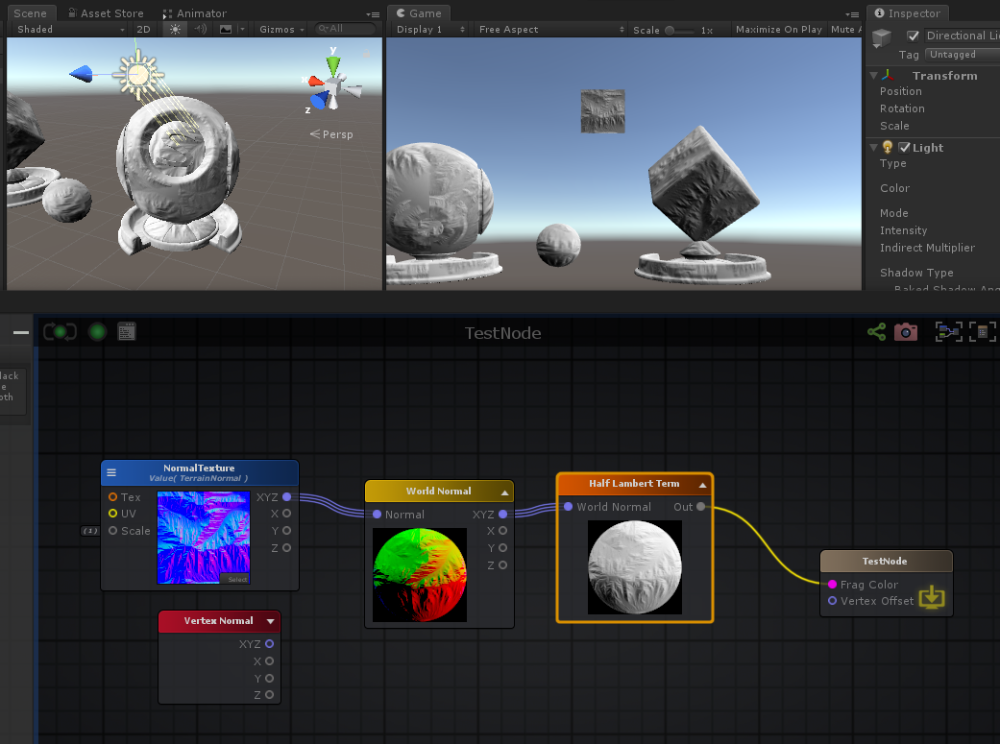 Scene
Asset Store
Animator
Shaded
2D
Gizmos
All
y
x
z
Persp
Game
Display 1
Free Aspect
Scale
1x
Maximize On Play
Mute A
Inspector
Directional Li
Tag
Untagged
Transform
Position
Rotation
Scale
Light
Type
Color
Mode
Intensity
Indirect Multiplier
Shadow Type
Baked Shadow Ang
lack
e
oth
TestNode
NormalTexture
Value( TerrainNormal )
Tex
UV
(1)
Scale
XYZ
X
Y
Z
Select
Vertex Normal
XYZ
X
Y
Z
World Normal
Normal
XYZ
X
Y
Z
Half Lambert Term
World Normal
Out
TestNode
Frag Color
Vertex Offset